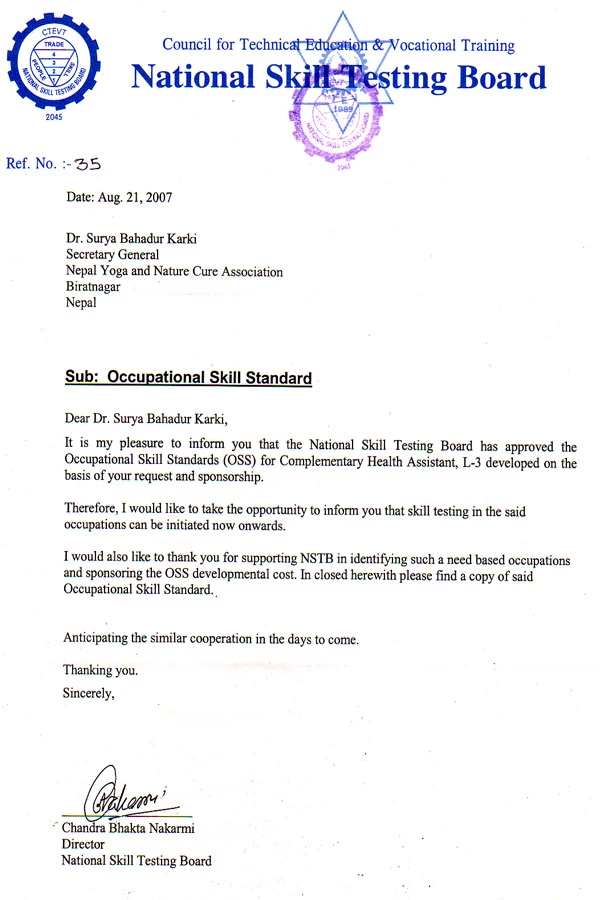 CTEVT
TRADE
4
3
2
PEOPLE
NATIONAL SKILL TESTING BOARD
2045
Council for Technical Education & Vocational Training
National Skill Testing Board
1989
NATIONAL SKILL TESTING BOARD
2045
Ref. No. :- 35
Date: Aug. 21, 2007
Dr. Surya Bahadur Karki
Secretary General
Nepal Yoga and Nature Cure Association
Biratnagar
Nepal
Sub: Occupational Skill Standard
Dear Dr. Surya Bahadur Karki,
It is my pleasure to inform you that the National Skill Testing Board has approved the
Occupational Skill Standards (OSS) for Complementary Health Assistant, L-3 developed on the
basis of your request and sponsorship.
Therefore, I would like to take the opportunity to inform you that skill testing in the said
occupations can be initiated now onwards.
I would also like to thank you for supporting NSTB in identifying such a need based occupations
and sponsoring the OSS developmental cost. In closed herewith please find a copy of said
Occupational Skill Standard.
Anticipating the similar cooperation in the days to come.
Thanking you.
Sincerely,
Chandra Bhakta Nakarmi
Director
National Skill Testing Board